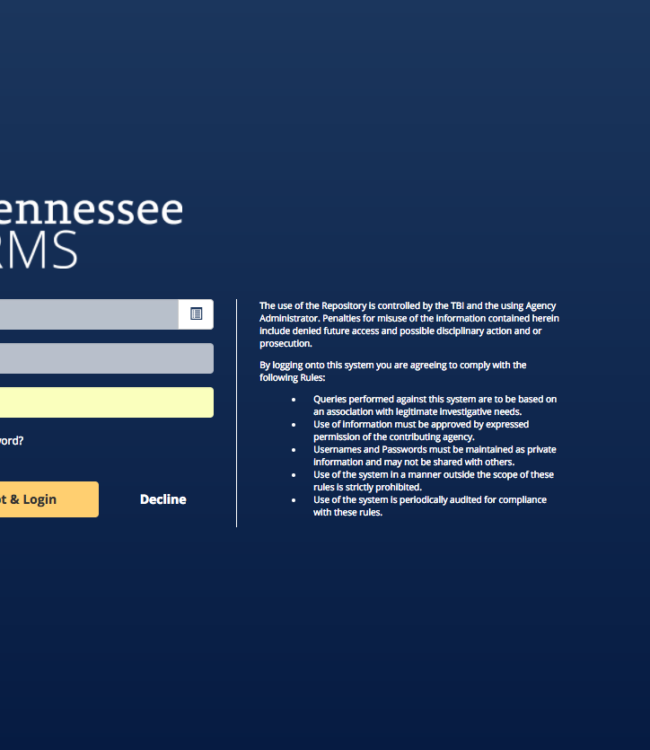 ennessee
RMS
The use of the Repository is controlled by the TBI and the using Agency
Administrator. Penalties for misuse of the information contained herein
include denied future access and possible disciplinary action and or
prosecution.
By logging onto this system you are agreeing to comply with the
following Rules:
Queries performed against this system are to be based on
an association with legitimate investigative needs.
Use of information must be approved by expressed
permission of the contributing agency.
Usernames and Passwords must be maintained as private
information and may not be shared with others.
Use of the system in a manner outside the scope of these
rules is strictly prohibited.
Use of the system is periodically audited for compliance
with these rules.
word?
t & Login
Decline